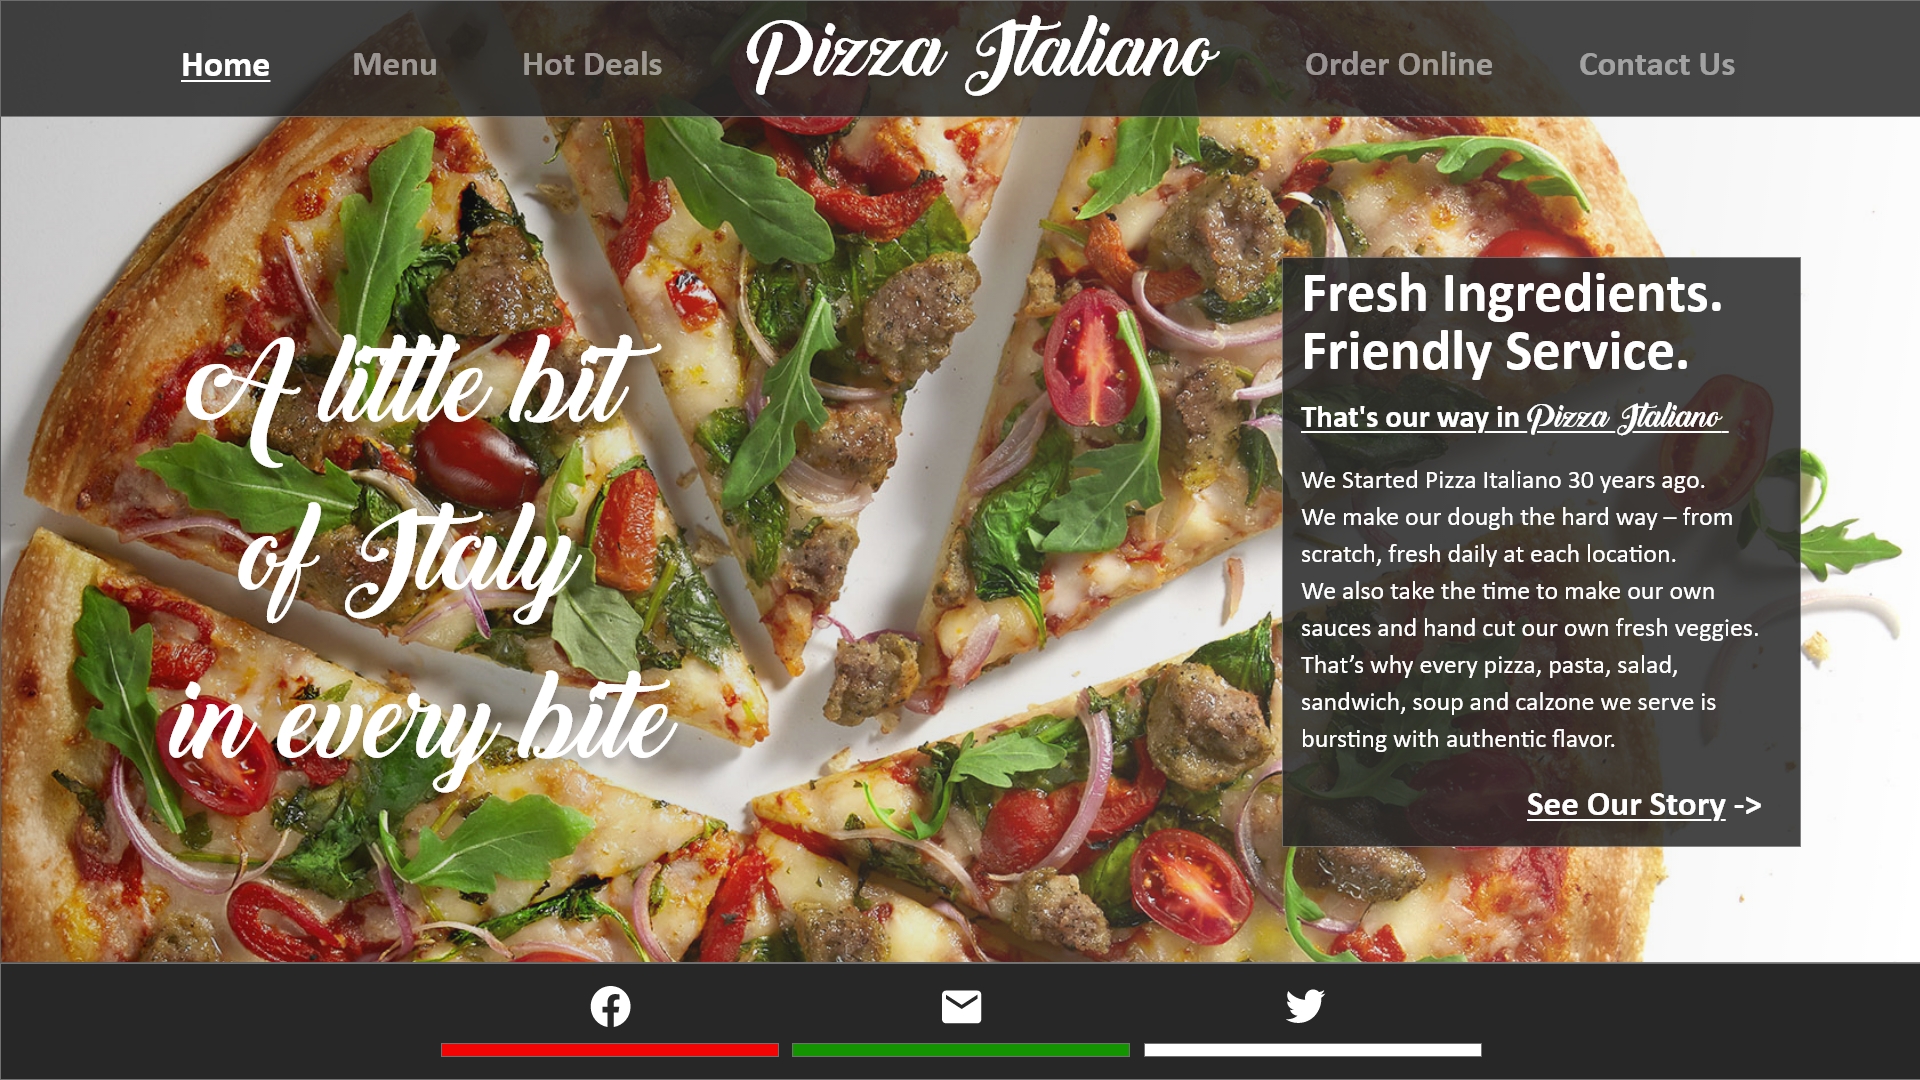 Home
Menu
Hot Deals
Pizza Italiano
Order Online
Contact Us
A little bit
of Italy
in every bite
Fresh Ingredients.
Friendly Service.
That's our way in Pizza Italiano
We Started Pizza Italiano 30 years ago.
We make our dough the hard way – from
scratch, fresh daily at each location.
We also take the time to make our own
sauces and hand cut our own fresh veggies.
That’s why every pizza, pasta, salad,
sandwich, soup and calzone we serve is
bursting with authentic flavor.
See Our Story ->